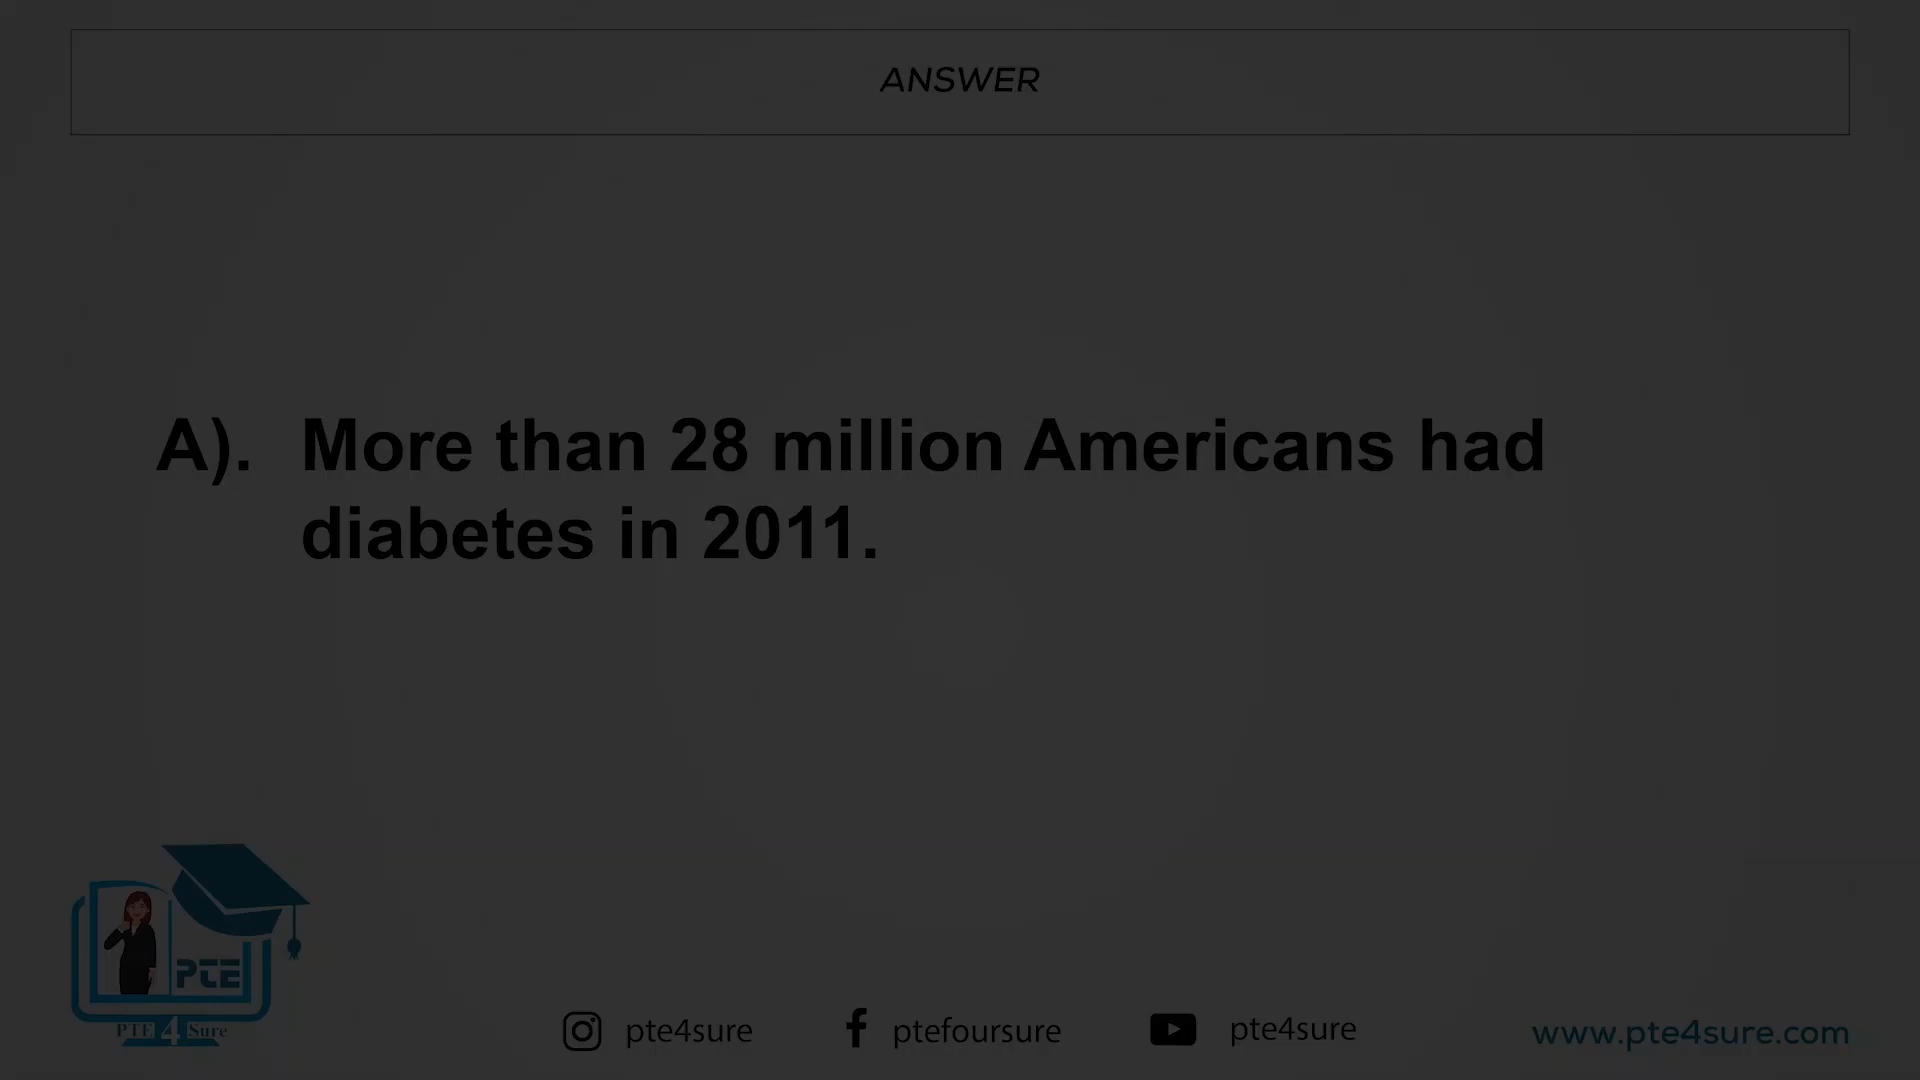 ANSWER
A). More than 28 million Americans had
diabetes in 2011.
PTE
PTE 4 Sure
pte4sure
ptefoursure
pte4sure
www.pte4sure.com